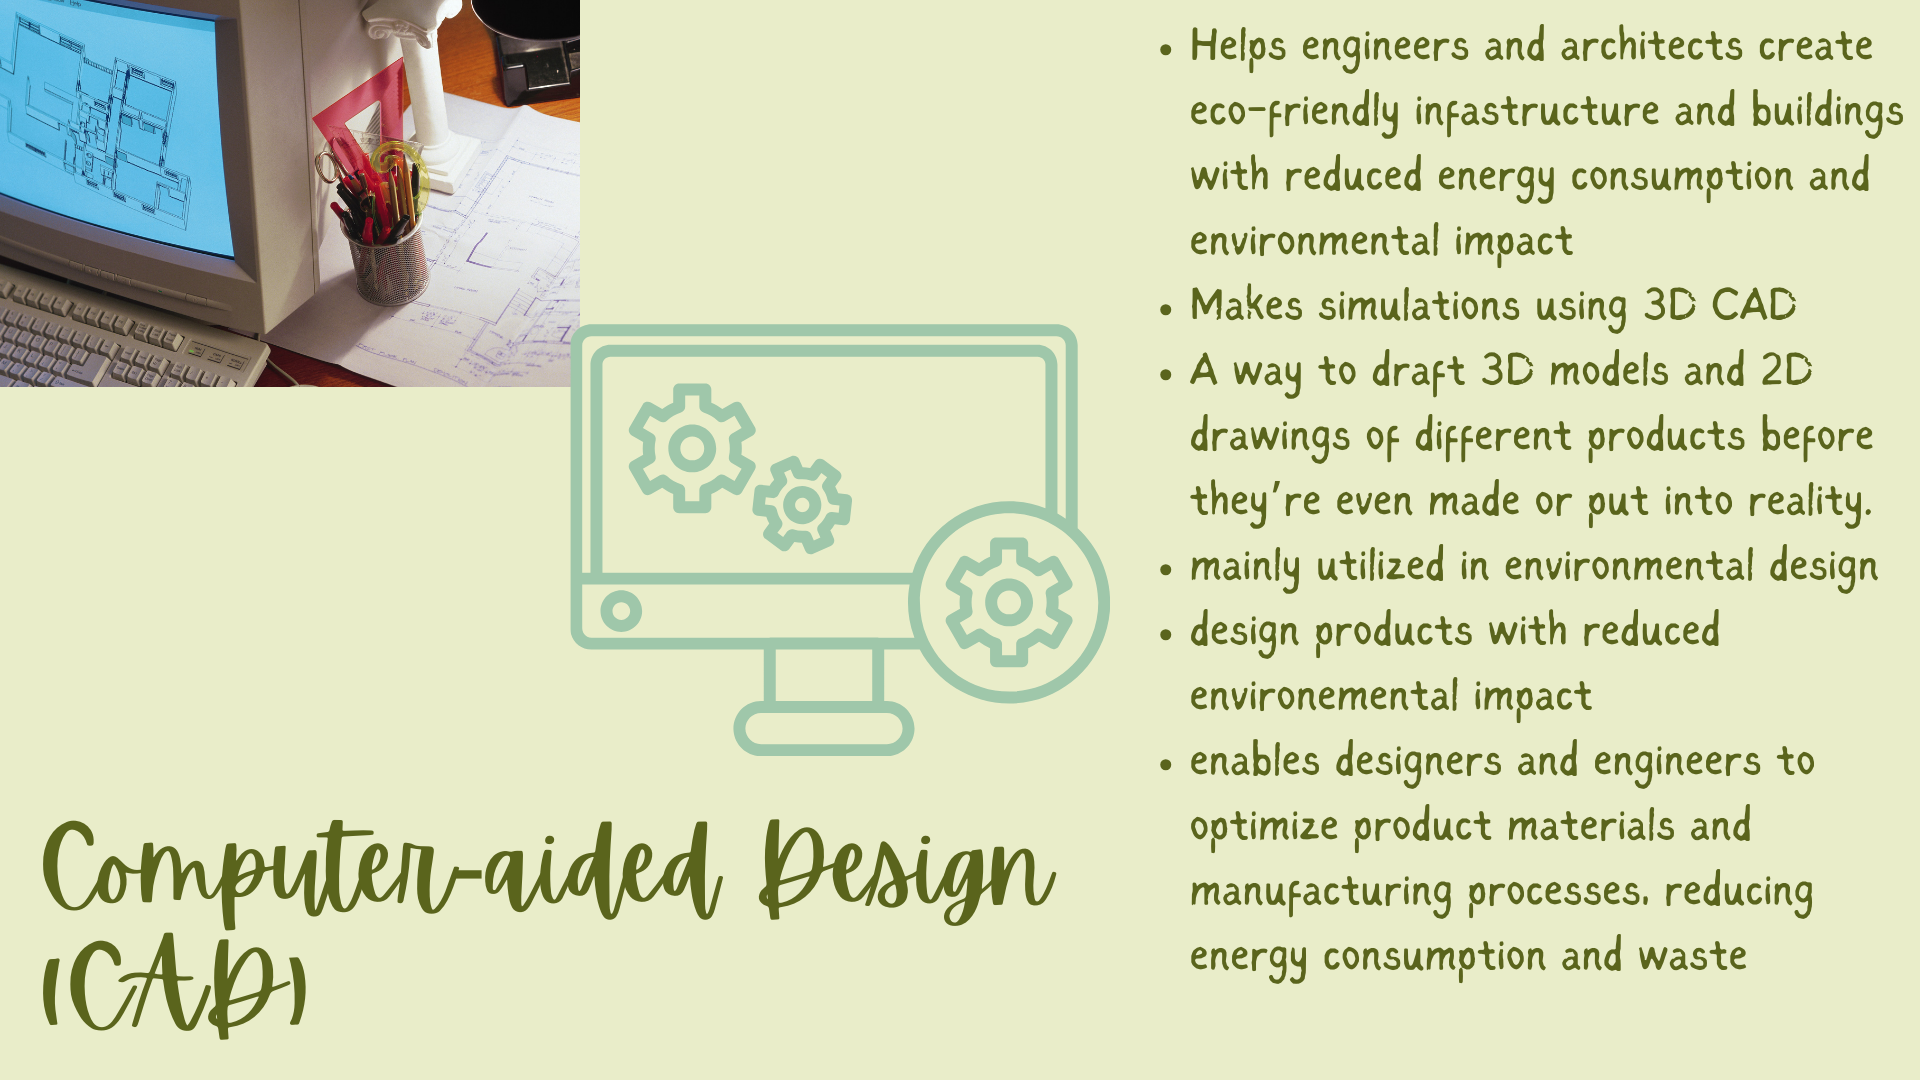 • Helps engineers and architects create
eco-friendly infastructure and buildings
with reduced energy consumption and
environmental impact
• Makes simulations using 3D CAD
• A way to draft 3D models and 2D
drawings of different products before
they're even made or put into reality.
• mainly utilized in environmental design
• design products with reduced
environemental impact
• enables designers and engineers to
optimize product materials and
manufacturing processes, reducing
energy consumption and waste
Computer-aided Design
(CAD)